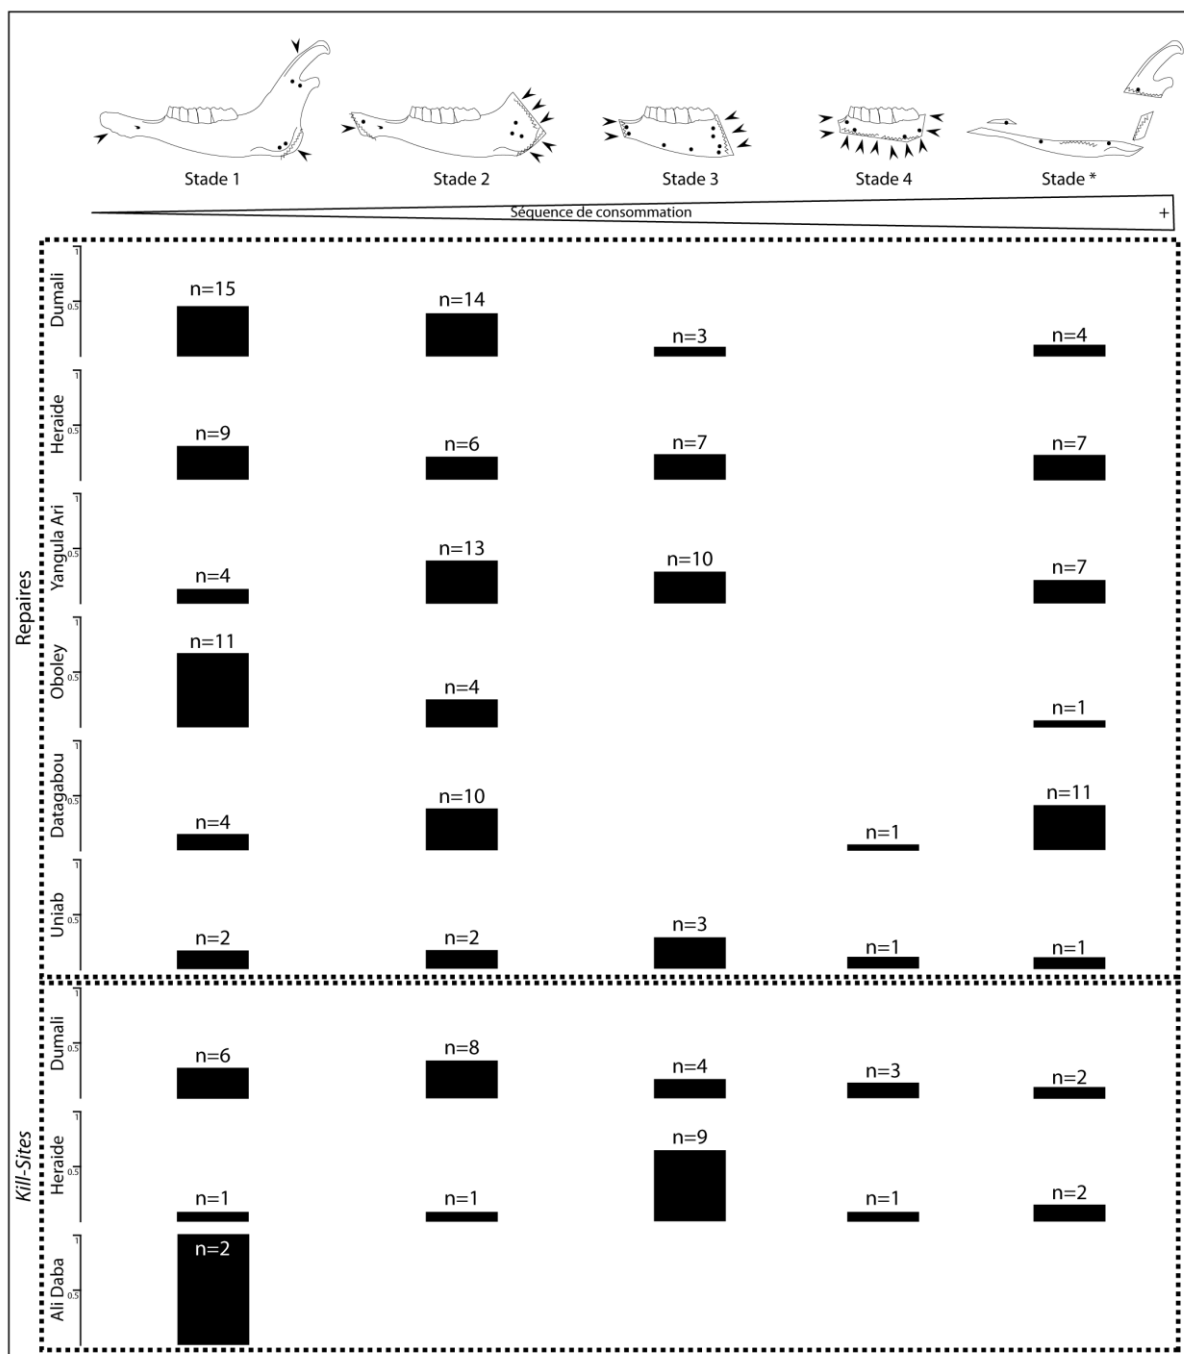 Stade 1 Stade 2 Stade 3 Stade 4 Stade *
Séquence de consommation +
Repaires
Dumali
1
0.5
n=15 n=14 n=3 n=4
Heraide
1
0.5
n=9 n=6 n=7 n=7
Yangula Ari
1
0.5
n=4 n=13 n=10 n=7
Oboley
1
0.5
n=11 n=4 n=1
Datagabou
1
0.5
n=4 n=10 n=1 n=11
Uniab
1
0.5
n=2 n=2 n=3 n=1 n=1
Kill-Sites
Dumali
1
0.5
n=6 n=8 n=4 n=3 n=2
Heraide
1
0.5
n=1 n=1 n=9 n=1 n=2
Ali Daba
1
0.5
n=2